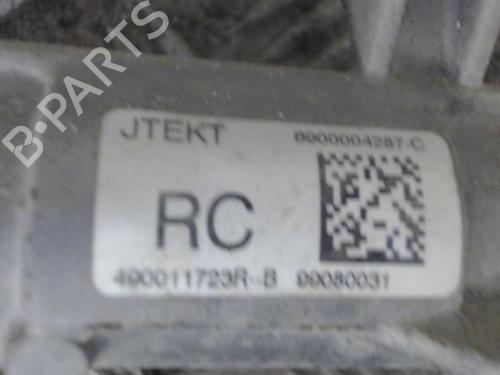 B-PARTS
JTEKT 6900004287-C
RC
490011723R--B 99080031